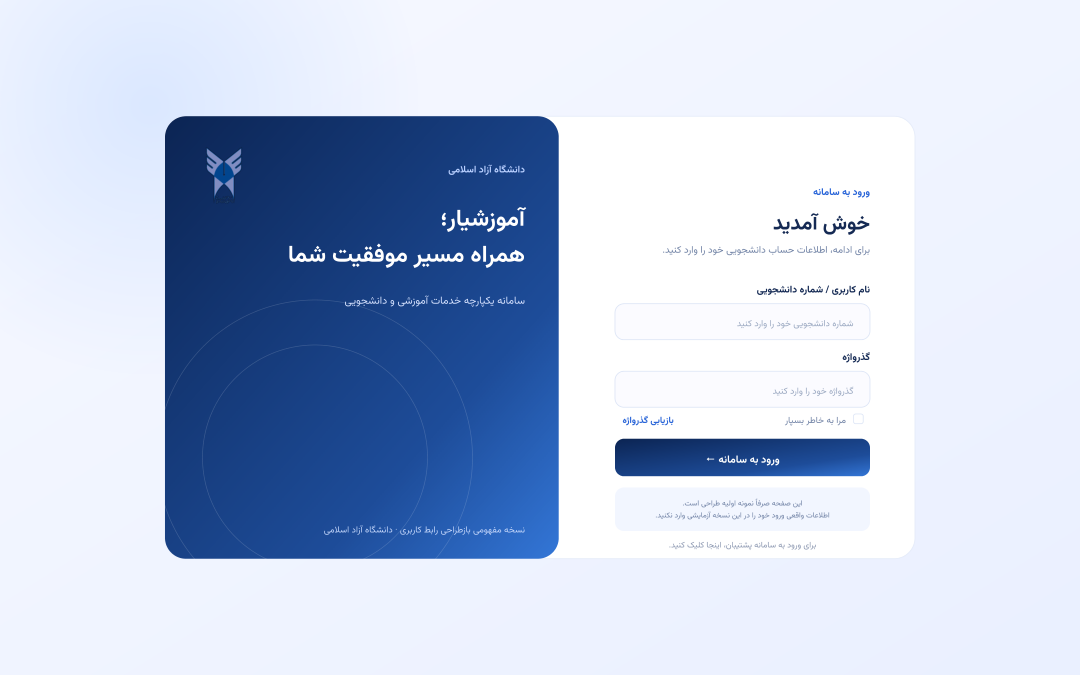 ورود به سامانه
خوش آمدید
برای ادامه، اطلاعات حساب دانشجویی خود را وارد کنید.
نام کاربری / شماره دانشجویی
شماره دانشجویی خود را وارد کنید
گذرواژه
گذرواژه خود را وارد کنید
مرا به خاطر بسپار
بازیابی گذرواژه
ورود به سامانه ←
این صفحه صرفاً نمونه اولیه طراحی است.
اطلاعات واقعی ورود خود را در این نسخه آزمایشی وارد نکنید.
برای ورود به سامانه پشتیبان، اینجا کلیک کنید.
دانشگاه آزاد اسلامی
آموزشیار؛
همراه مسیر موفقیت شما
سامانه یکپارچه خدمات آموزشی و دانشجویی
نسخه مفهومی بازطراحی رابط کاربری · دانشگاه آزاد اسلامی